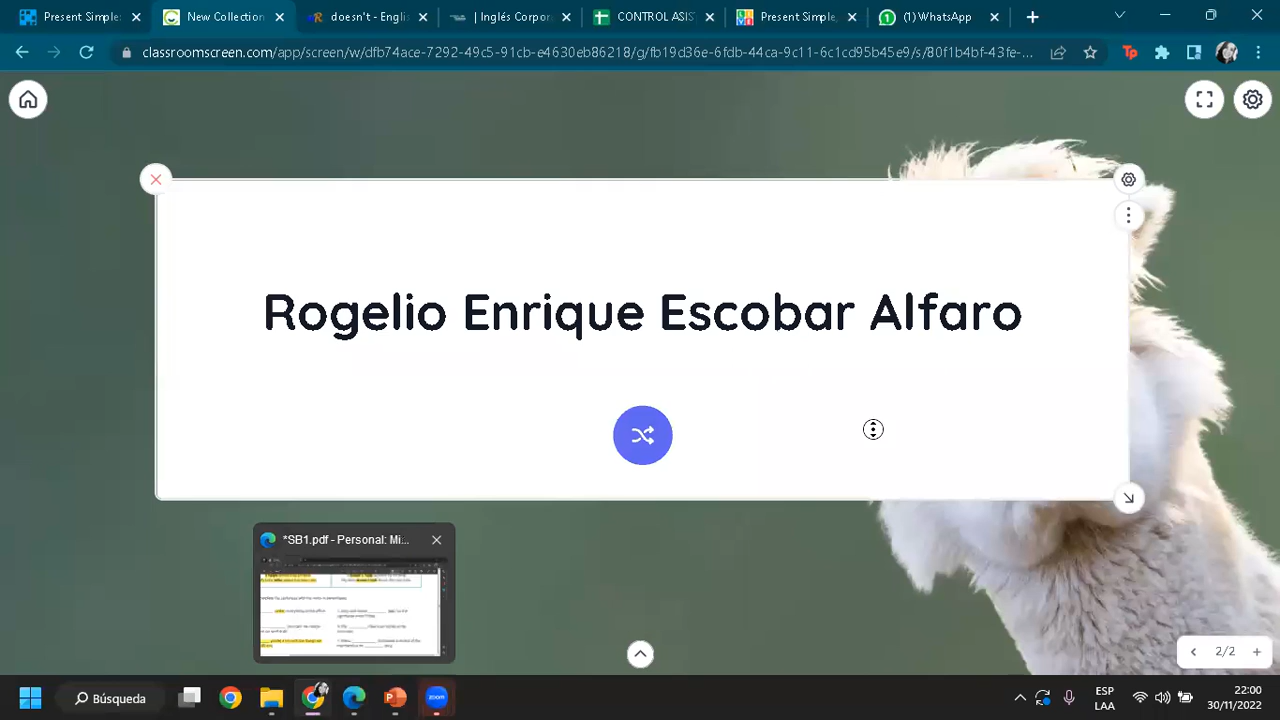 Present Simple:
New Collection
doesn't - Englis
| Inglés Corpor
CONTROL ASIS
Present Simple,
(1) WhatsApp
classroomscreen.com/app/screen/w/dfb74ace-7292-49c5-91cb-e4630eb86218/g/fb19d36e-6fdb-44ca-9c11-6c1cd95b45e9/s/80f1b4bf-43fe-...
Rogelio Enrique Escobar Alfaro
*SB1.pdf - Personal: Mi...
2/2
Búsqueda
zoom
ESP
LAA
22:00
30/11/2022